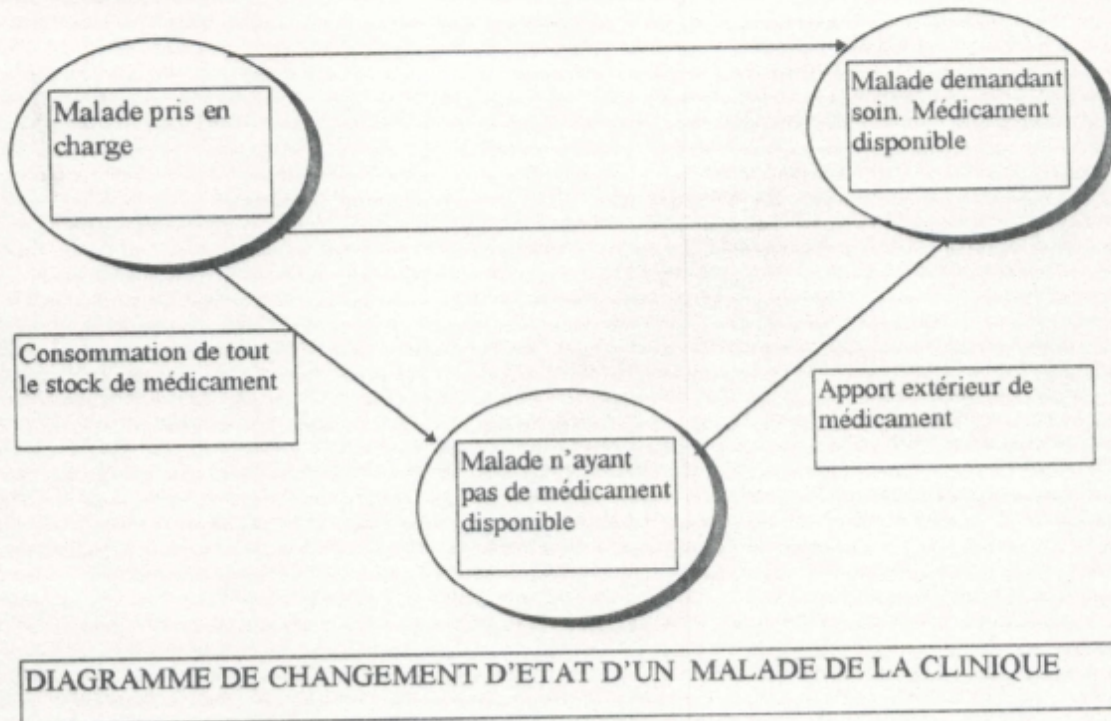 Malade pris en
charge
Malade demandant
soin. Médicament
disponible
Consommation de tout
le stock de médicament
Apport extérieur de
médicament
Malade n'ayant
pas de médicament
disponible
DIAGRAMME DE CHANGEMENT D'ETAT D'UN MALADE DE LA CLINIQUE